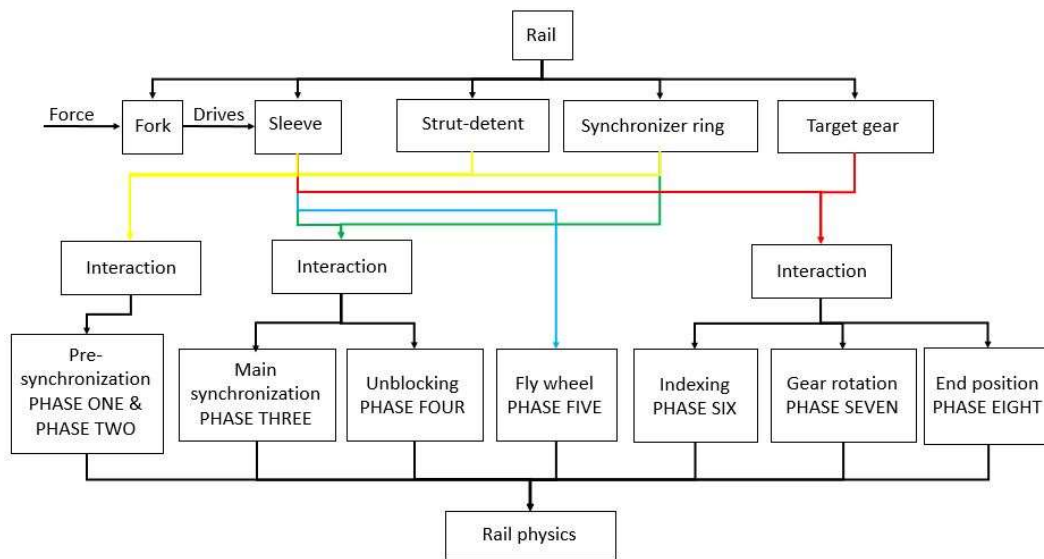 Rail
Force
Fork
Drives
Sleeve
Strut-detent
Synchronizer ring
Target gear
Interaction
Interaction
Interaction
Pre-
synchronization
PHASE ONE &
PHASE TWO
Main
synchronization
PHASE THREE
Unblocking
PHASE FOUR
Fly wheel
PHASE FIVE
Indexing
PHASE SIX
Gear rotation
PHASE SEVEN
End position
PHASE EIGHT
Rail physics